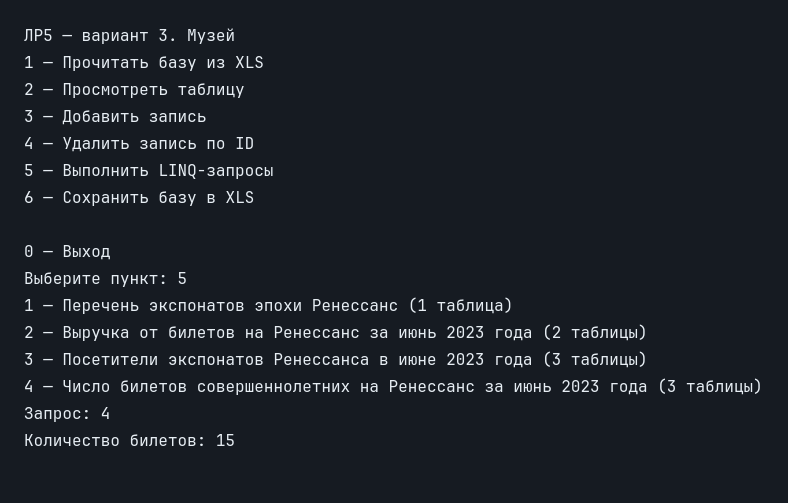 ЛР5 — вариант 3. Музей
1 — Прочитать базу из XLS
2 — Просмотреть таблицу
3 — Добавить запись
4 — Удалить запись по ID
5 — Выполнить LINQ-запросы
6 — Сохранить базу в XLS
0 — Выход
Выберите пункт: 5
1 — Перечень экспонатов эпохи Ренессанс (1 таблица)
2 — Выручка от билетов на Ренессанс за июнь 2023 года (2 таблицы)
3 — Посетители экспонатов Ренессанса в июне 2023 года (3 таблицы)
4 — Число билетов совершеннолетних на Ренессанс за июнь 2023 года (3 таблицы)
Запрос: 4
Количество билетов: 15